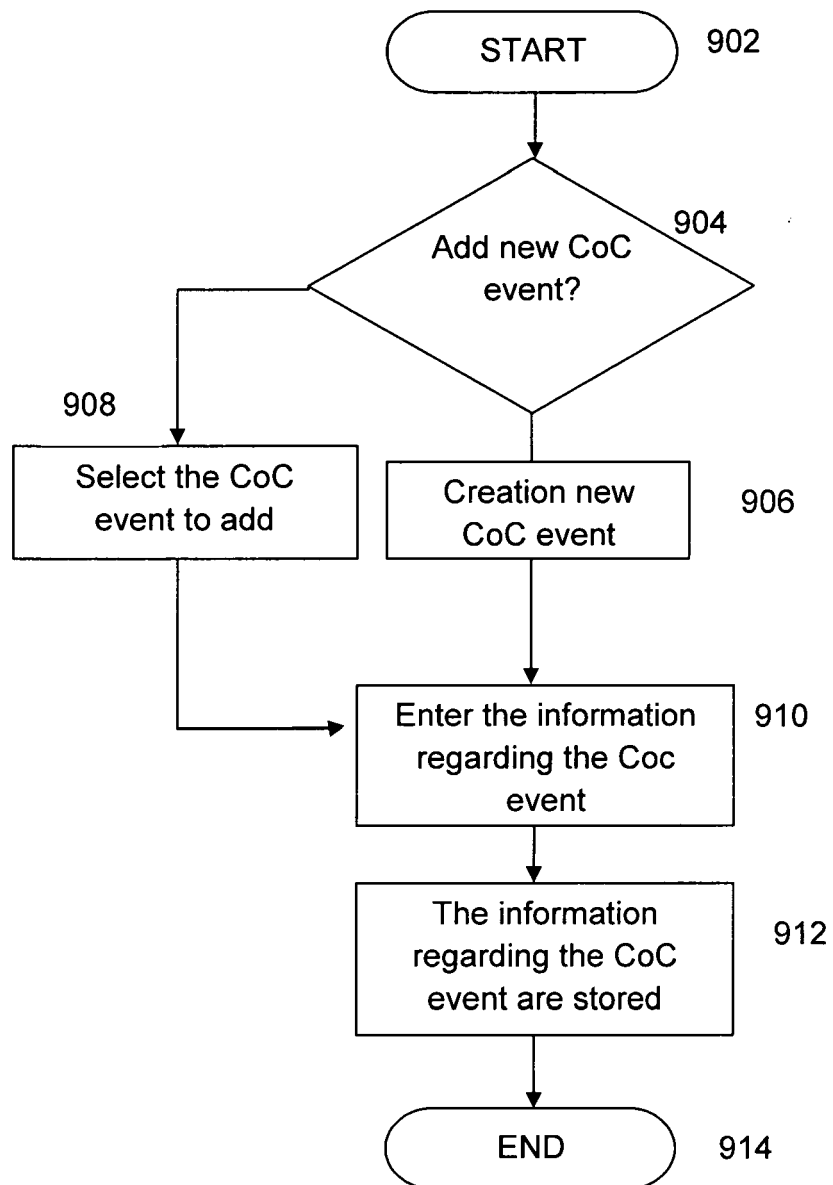 START
902
904
Add new CoC
event?
908
Select the CoC
event to add
Creation new
CoC event
906
Enter the information
regarding the Coc
event
910
The information
regarding the CoC
event are stored
912
END
914